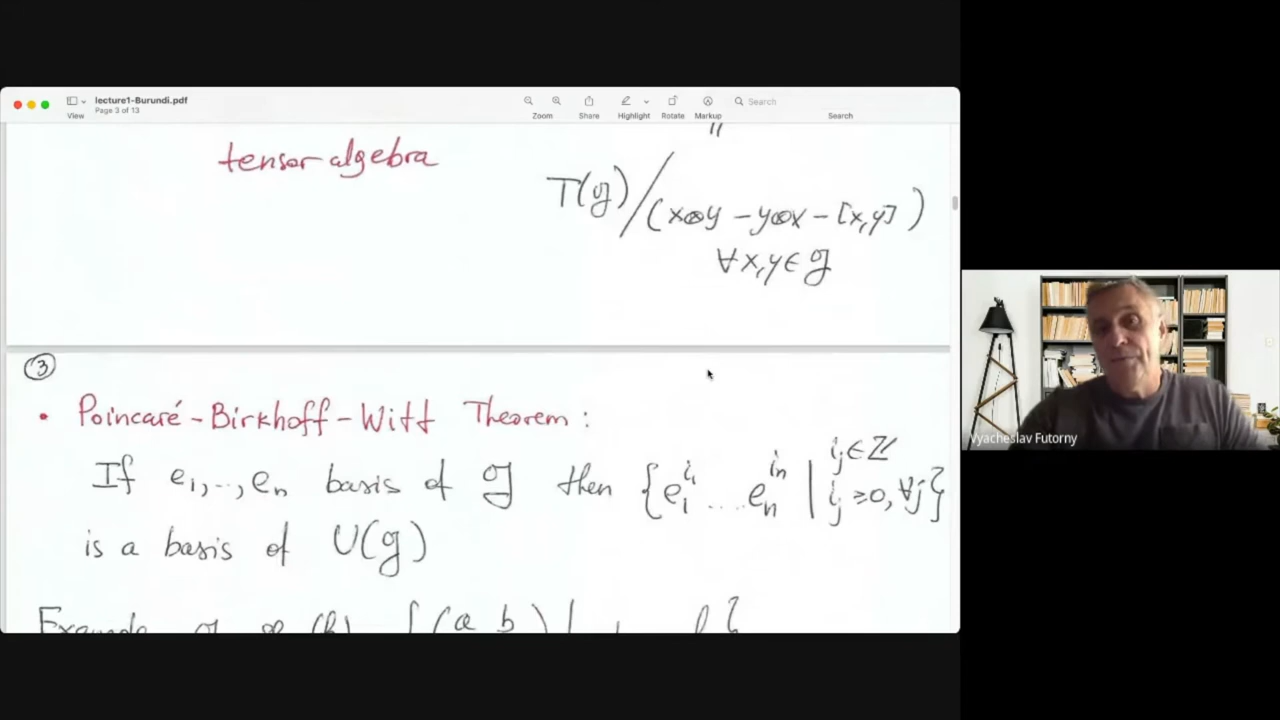 lecture1-Burundi.pdf
Page 3 of 13
View
Zoom
Share
Highlight
Rotate
Markup
Search
Search
tensor algebra
T(g)/(x⊗y - y⊗x - [x,y])
∀x,y∈g
③
• Poincaré-Birkhoff-Witt Theorem:
If e₁,..,eₙ basis of g then {e₁^{i₁}....eₙ^{iₙ} | i_j∈ℤ i_j ≥0, ∀j}
is a basis of U(g)
Vyacheslav Futorny